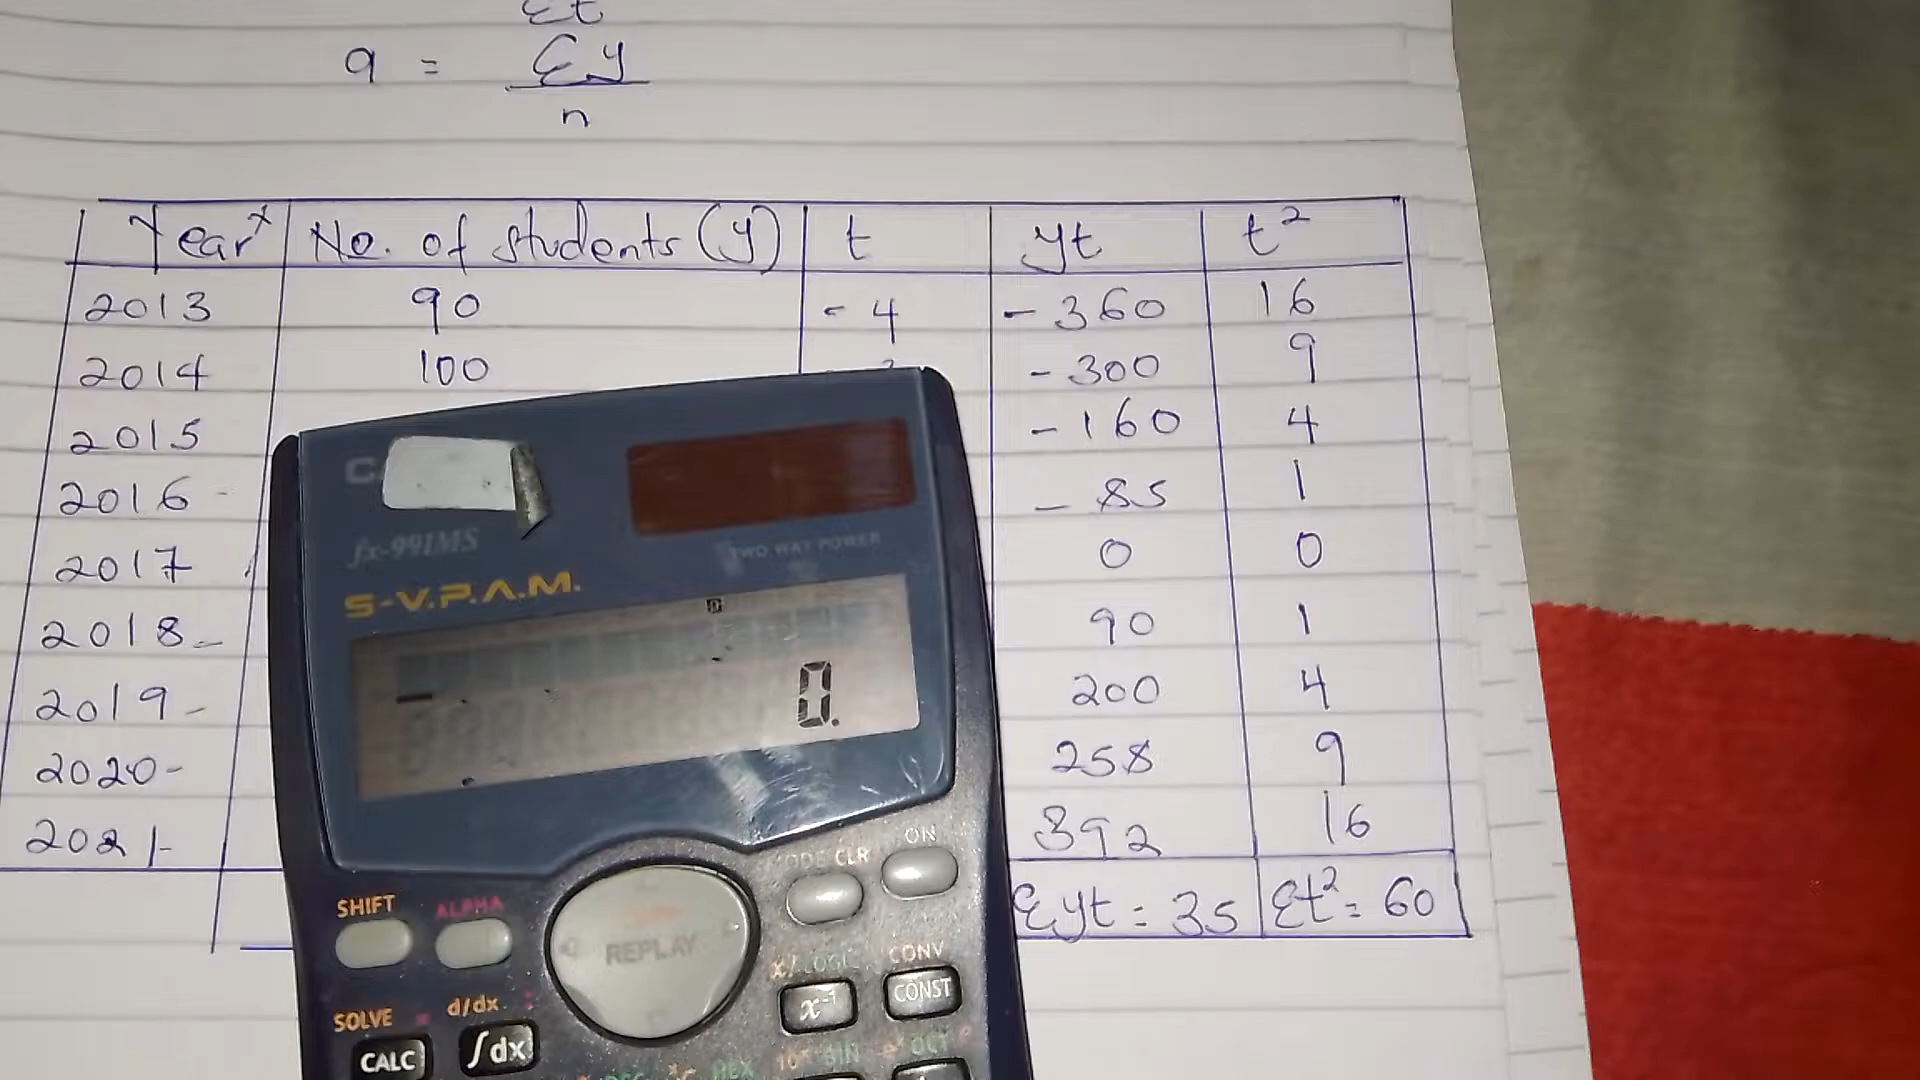 Σt
a = Σy
n
Year x No. of students (y) t yt t²
2013 90 - 4 - 360 16
2014 100 - 300 9
2015 - 160 4
2016 - - 85 1
2017 0 0
2018 - 90 1
2019 - 200 4
2020 - 258 9
2021 - 392 16
Σyt = 35 Σt² = 60
fx-991MS
TWO WAY POWER
S-V.P.A.M.
D
0.
MODE CLR ON
SHIFT ALPHA
REPLAY
CONV
x⁻¹ CONST
SOLVE d/dx :
CALC ∫dx